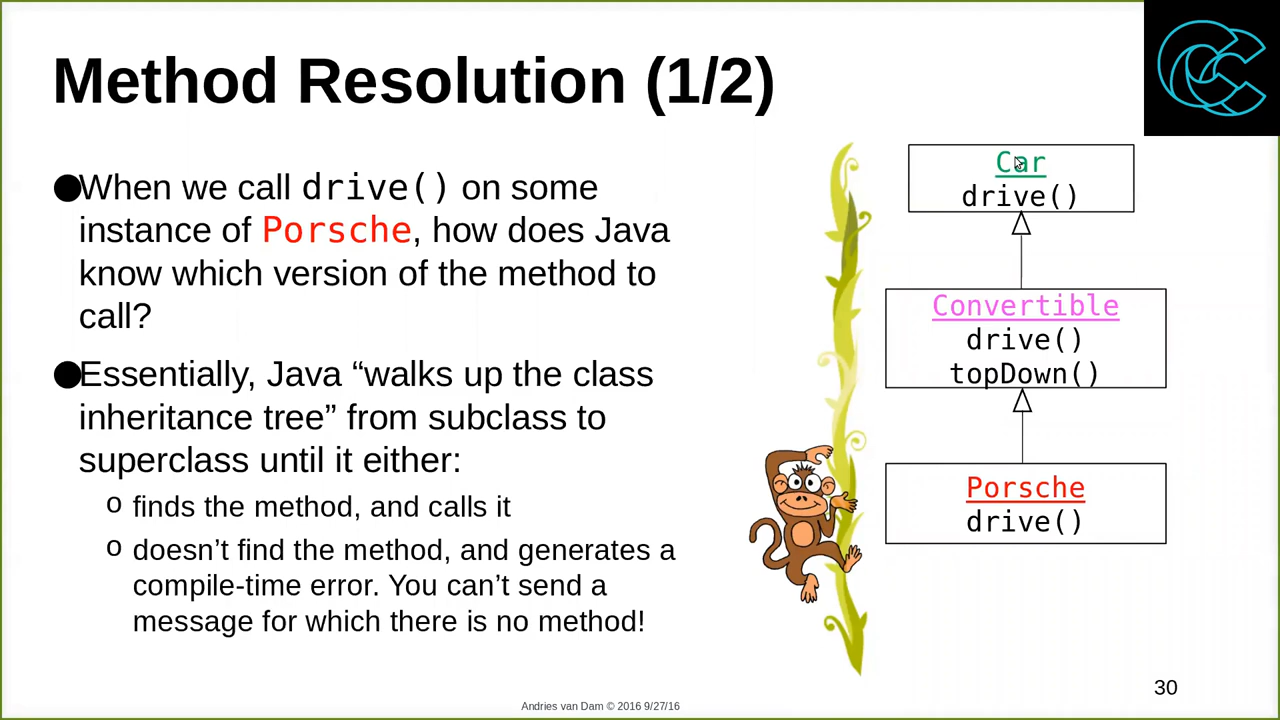 Method Resolution (1/2)
●When we call drive() on some
instance of Porsche, how does Java
know which version of the method to
call?
●Essentially, Java “walks up the class
inheritance tree” from subclass to
superclass until it either:
o finds the method, and calls it
o doesn’t find the method, and generates a
compile-time error. You can’t send a
message for which there is no method!
Car
drive()
Convertible
drive()
topDown()
Porsche
drive()
Andries van Dam © 2016 9/27/16
30